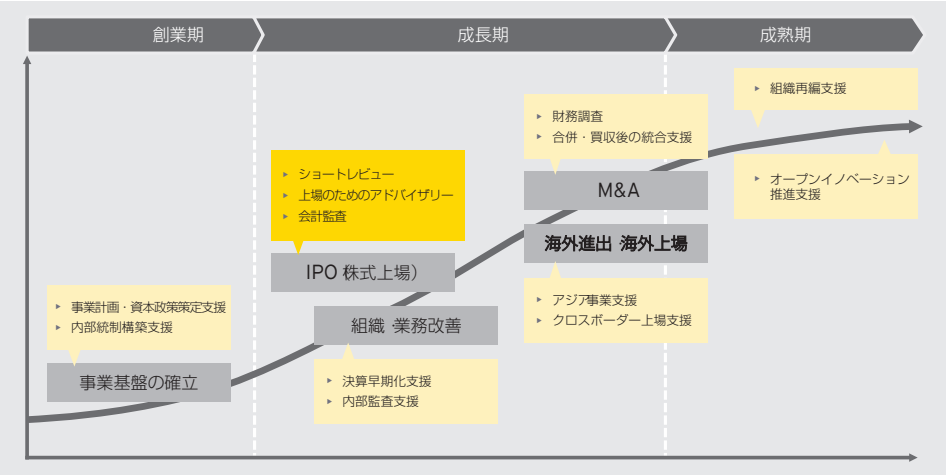 創業期
成長期
成熟期
▸ 事業計画・資本政策策定支援
▸ 内部統制構築支援
事業基盤の確立
▸ ショートレビュー
▸ 上場のためのアドバイザリー
▸ 会計監査
IPO（株式上場）
組織・業務改善
▸ 決算早期化支援
▸ 内部監査支援
▸ 財務調査
▸ 合併・買収後の統合支援
M&A
海外進出・海外上場
▸ アジア事業支援
▸ クロスボーダー上場支援
▸ 組織再編支援
▸ オープンイノベーション
推進支援